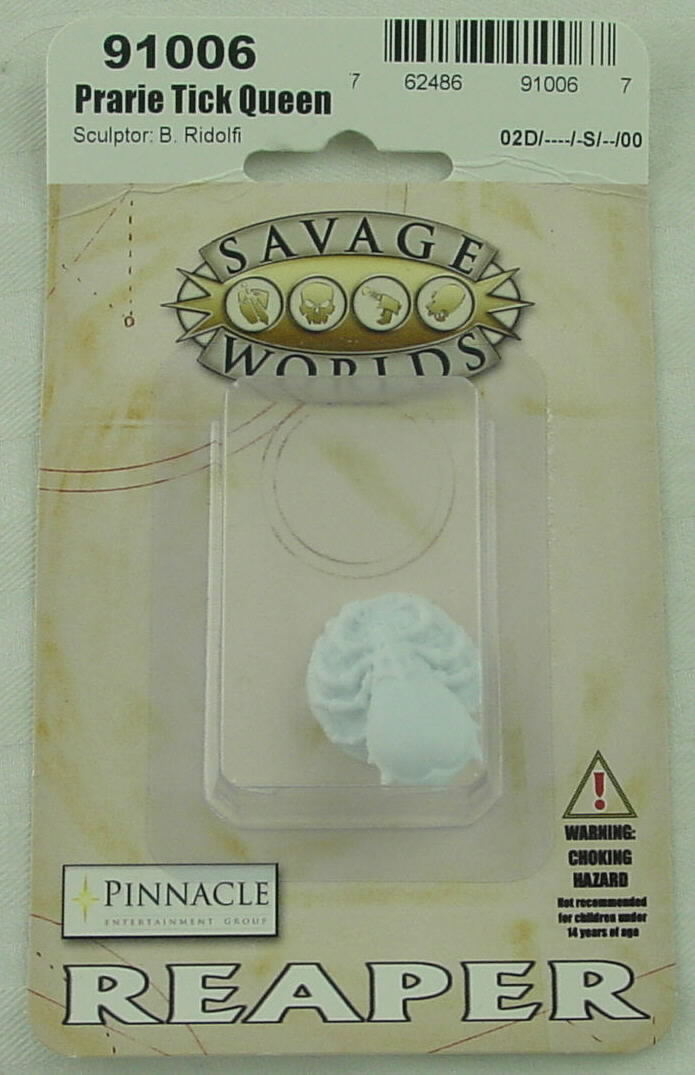 91006
Prarie Tick Queen
Sculptor: B. Ridolfi
7 62486 91006 7
02D/----/-S/--/00
SAVAGE
WORLDS
WARNING:
CHOKING
HAZARD
Not recommended
for children under
14 years of age
PINNACLE
ENTERTAINMENT GROUP
REAPER